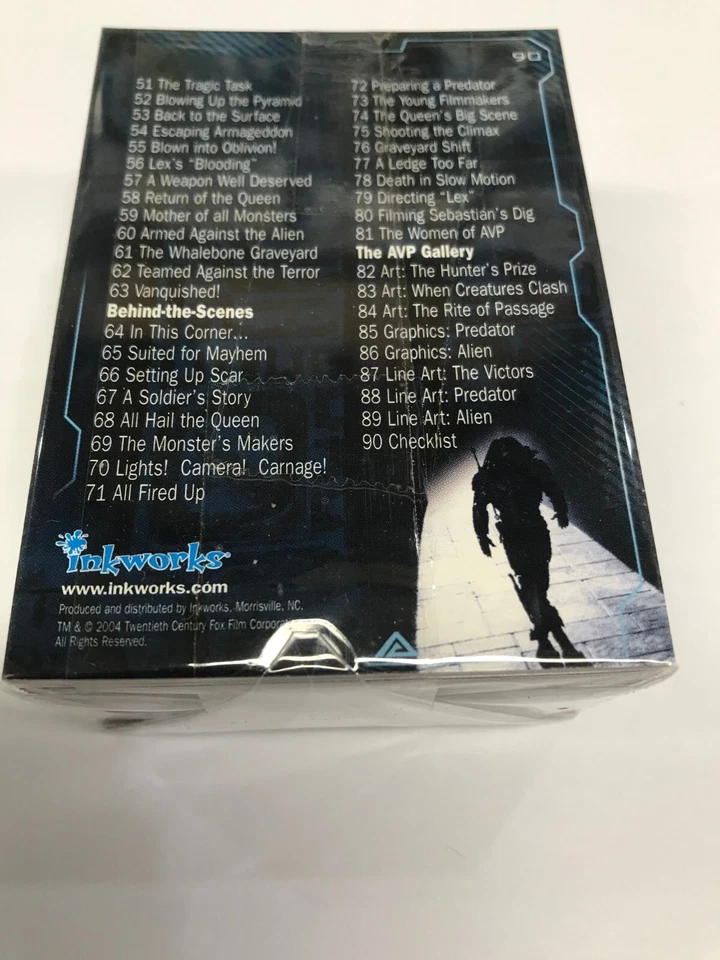 90
51 The Tragic Task
52 Blowing Up the Pyramid
53 Back to the Surface
54 Escaping Armageddon
55 Blown into Oblivion!
56 Lex's "Blooding"
57 A Weapon Well Deserved
58 Return of the Queen
59 Mother of all Monsters
60 Armed Against the Alien
61 The Whalebone Graveyard
62 Teamed Against the Terror
63 Vanquished!
Behind-the-Scenes
64 In This Corner...
65 Suited for Mayhem
66 Setting Up Scar
67 A Soldier's Story
68 All Hail the Queen
69 The Monster's Makers
70 Lights! Camera! Carnage!
71 All Fired Up
72 Preparing a Predator
73 The Young Filmmakers
74 The Queen's Big Scene
75 Shooting the Climax
76 Graveyard Shift
77 A Ledge Too Far
78 Death in Slow Motion
79 Directing "Lex"
80 Filming Sebastian's Dig
81 The Women of AVP
The AVP Gallery
82 Art: The Hunter's Prize
83 Art: When Creatures Clash
84 Art: The Rite of Passage
85 Graphics: Predator
86 Graphics: Alien
87 Line Art: The Victors
88 Line Art: Predator
89 Line Art: Alien
90 Checklist
inkworks
www.inkworks.com
Produced and distributed by Inkworks, Morrisville, NC.
TM & © 2004 Twentieth Century Fox Film Corporat
All Rights Reserved.